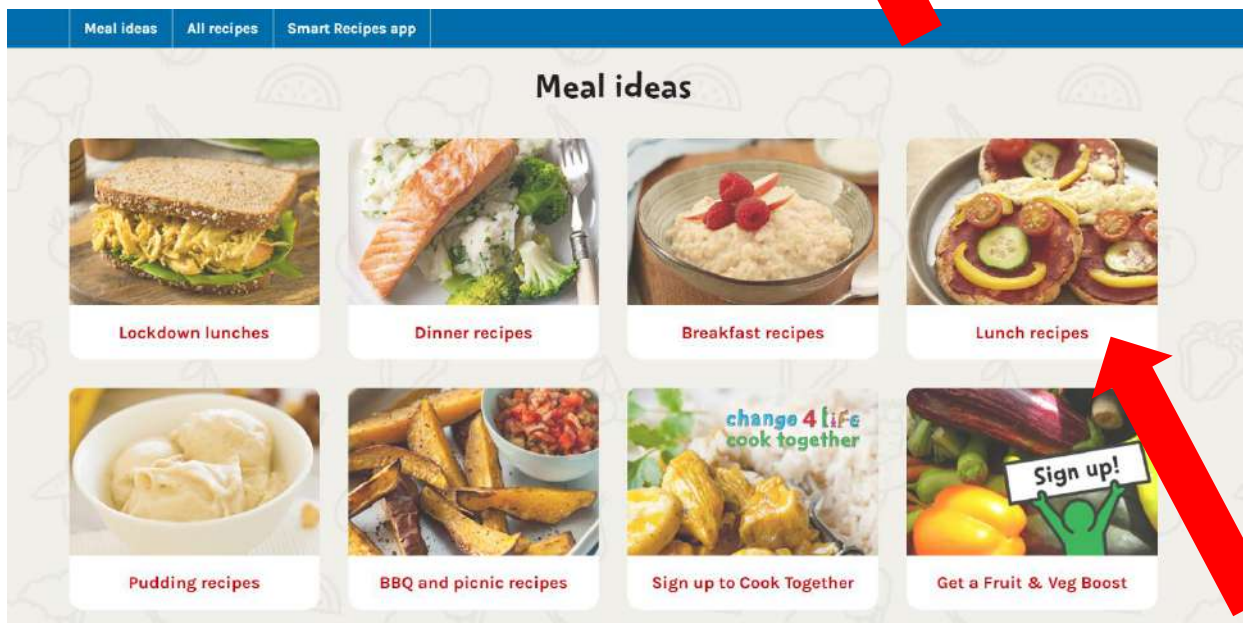 Meal ideas All recipes Smart Recipes app
Meal ideas
Lockdown lunches Dinner recipes Breakfast recipes Lunch recipes
change 4 life
cook together
Sign up!
Pudding recipes BBQ and picnic recipes Sign up to Cook Together Get a Fruit & Veg Boost